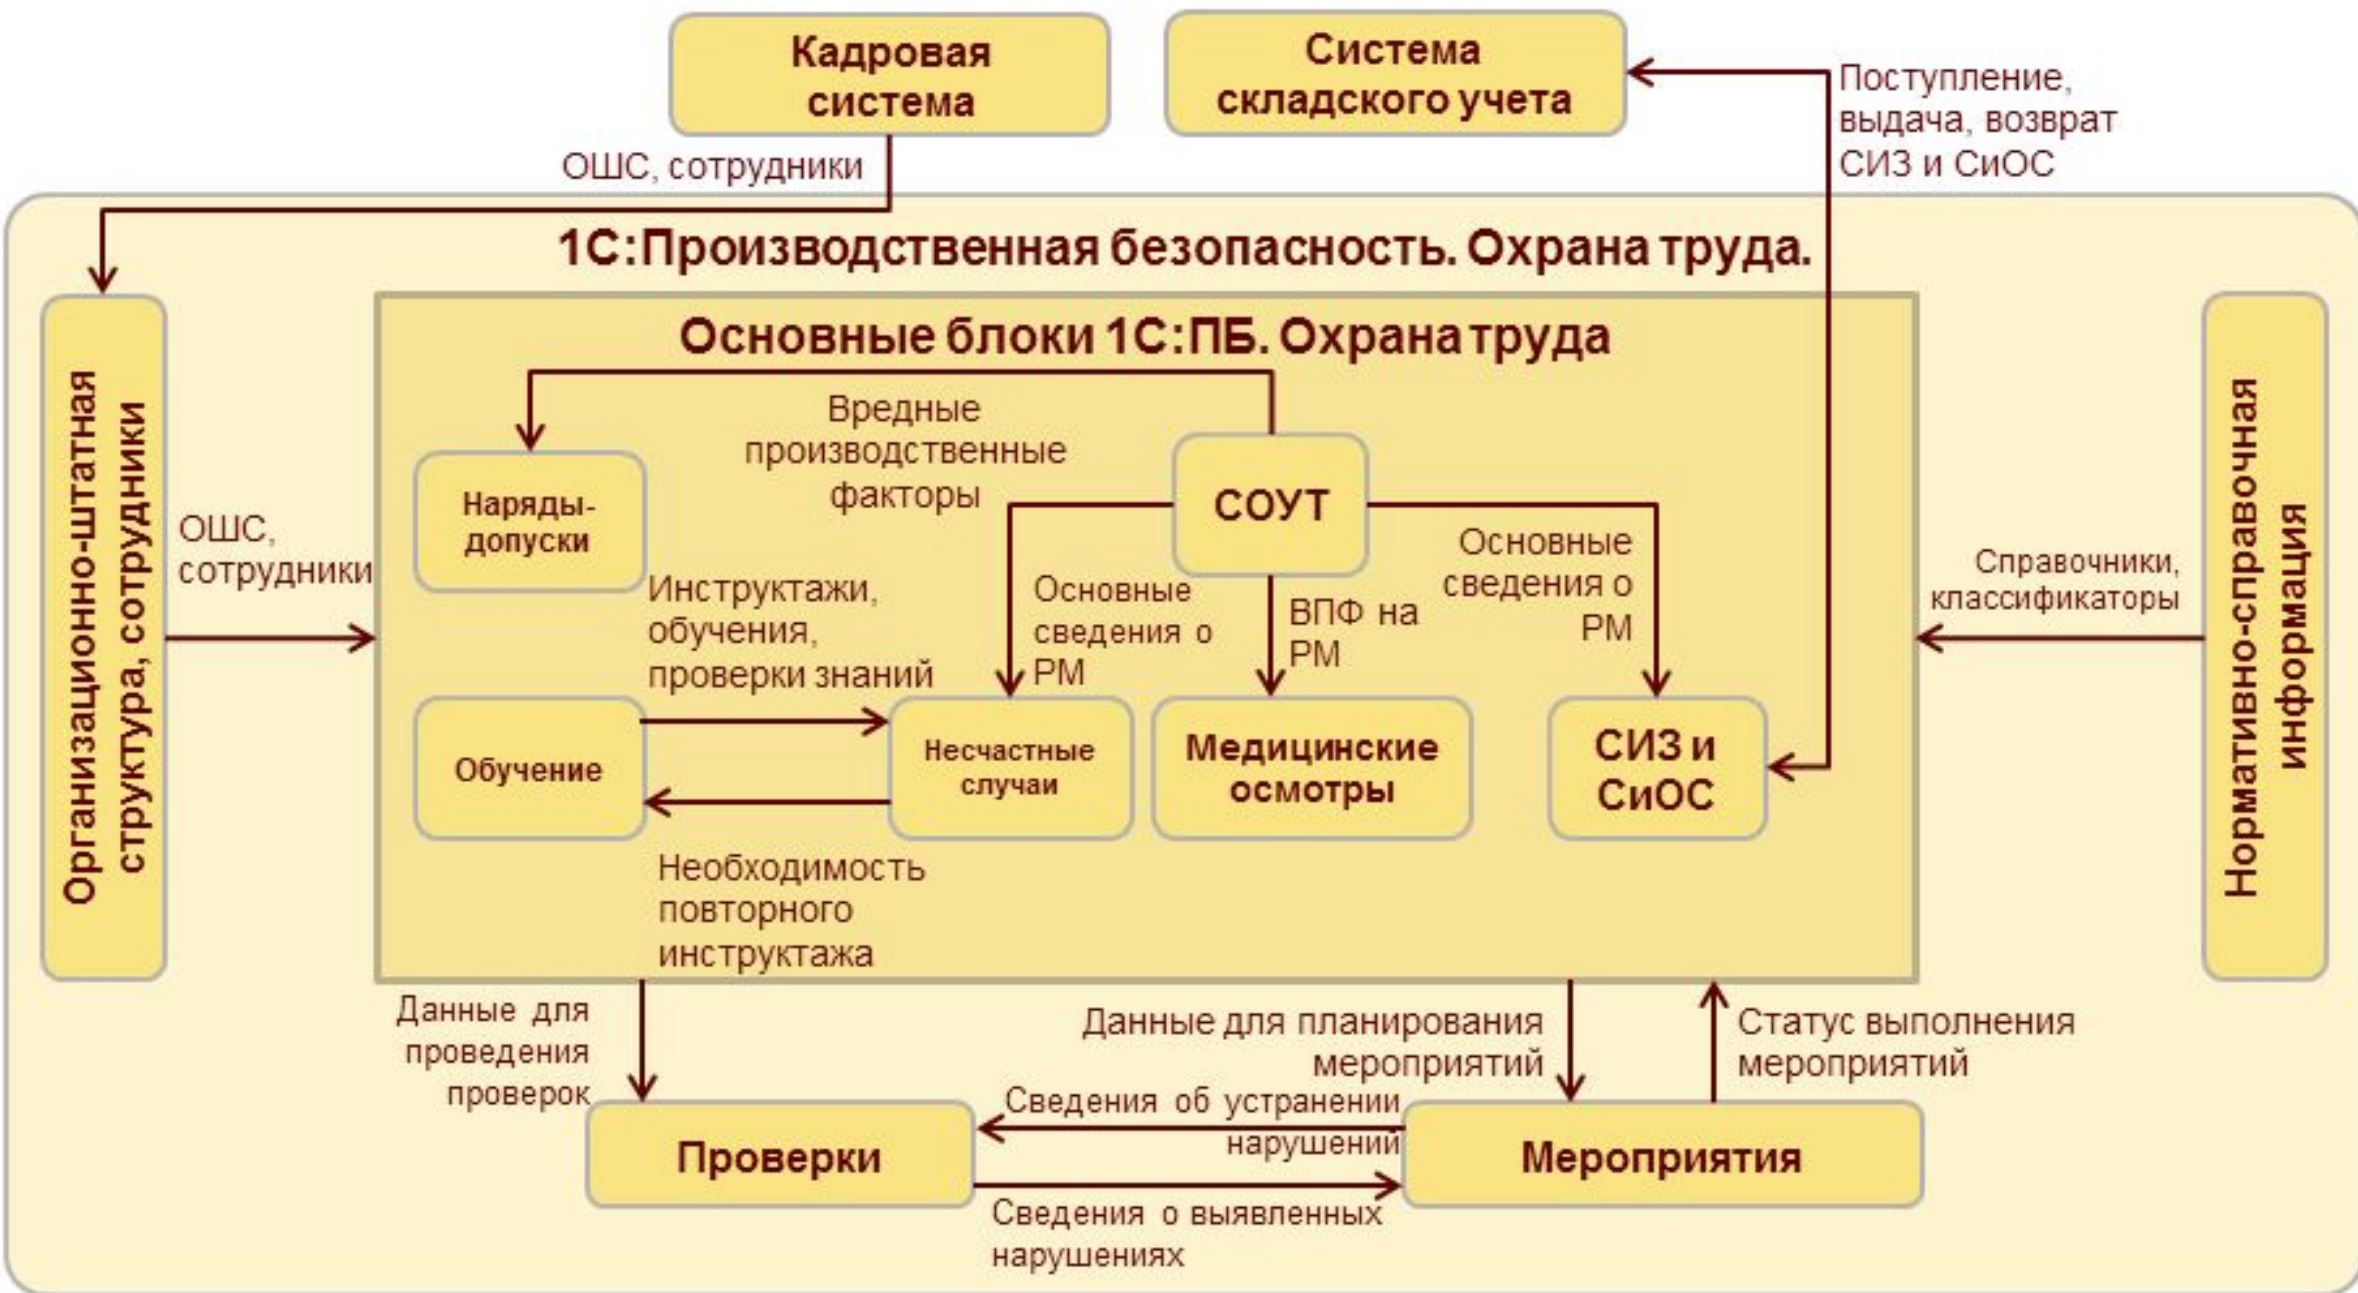 Кадровая
система
Система
складского учета
Поступление,
выдача, возврат
СИЗ и СиОС
ОШС, сотрудники
1С:Производственная безопасность. Охрана труда.
Организационно-штатная
структура, сотрудники
ОШС,
сотрудники
Основные блоки 1С:ПБ. Охрана труда
Вредные
производственные
факторы
Наряды-
допуски
СОУТ
Инструктажи,
обучения,
проверки знаний
Основные
сведения о
РМ
ВПФ на
РМ
Основные
сведения о
РМ
Обучение
Несчастные
случаи
Медицинские
осмотры
СИЗ и
СиОС
Необходимость
повторного
инструктажа
Справочники,
классификаторы
Нормативно-справочная
информация
Данные для
проведения
проверок
Данные для планирования
мероприятий
Статус выполнения
мероприятий
Сведения об устранении
нарушений
Проверки
Мероприятия
Сведения о выявленных
нарушениях